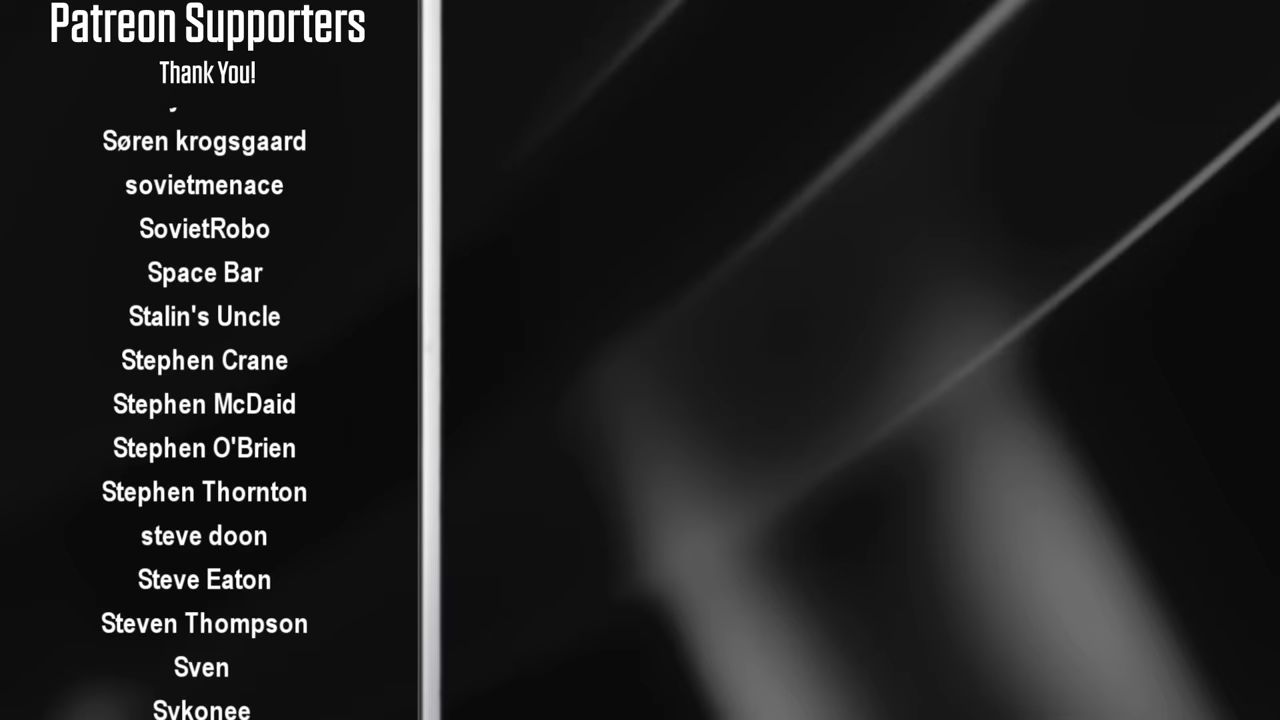 Patreon Supporters
Thank You!
Søren krogsgaard
sovietmenace
SovietRobo
Space Bar
Stalin's Uncle
Stephen Crane
Stephen McDaid
Stephen O'Brien
Stephen Thornton
steve doon
Steve Eaton
Steven Thompson
Sven
Sykonee